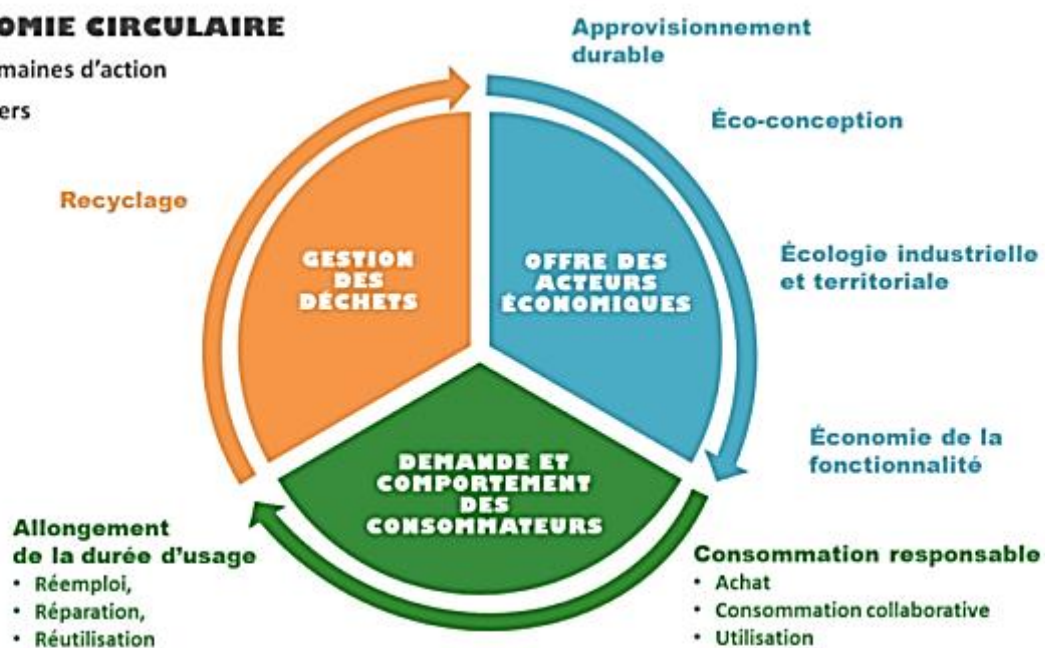 OMIE CIRCULAIRE
maines d'action
ers
Approvisionnement
durable
Éco-conception
Recyclage
GESTION
DES
DÉCHETS
OFFRE DES
ACTEURS
ÉCONOMIQUES
Écologie industrielle
et territoriale
Économie de la
fonctionnalité
DEMANDE ET
COMPORTEMENT
DES
CONSOMMATEURS
Allongement
de la durée d'usage
• Réemploi,
• Réparation,
• Réutilisation
Consommation responsable
• Achat
• Consommation collaborative
• Utilisation